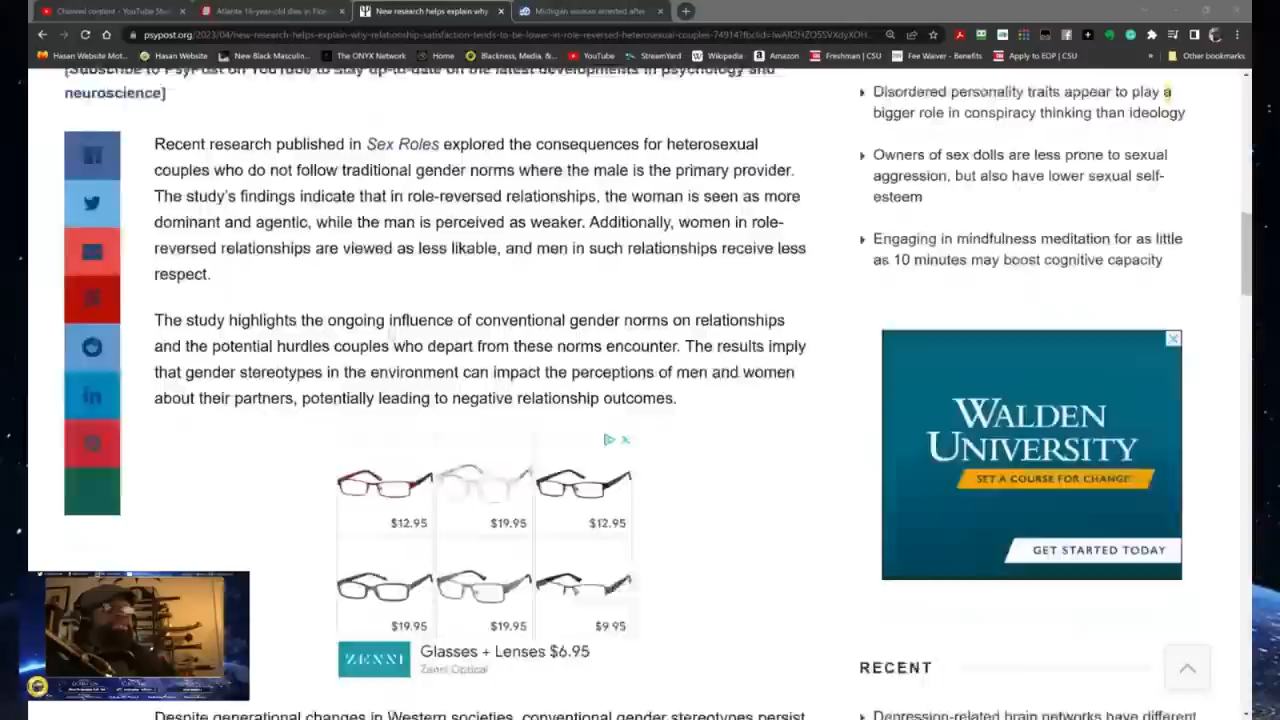 Channel content - YouTube Stu
Atlanta 16-year-old dies in
New research helps explain why
Michigan woman arrested after
psypost.org/2023/04/new-research-helps-explain-why-relationship-satisfaction-tends-to-be-lower-in-role-reversed-heterosexual-couples-
Hasan Website Mot...
Hasan Website
New Black Masculin...
The ONYX Network
Home
Blackness, Media, &...
YouTube
StreamYard
Wikipedia
Amazon
Freshman | CSU
Fee Waiver - Benefits
Apply to EOP | CSU
Other bookmarks
[Subscribe to PsyPost on YouTube to stay up-to-date on the latest developments in psychology and
neuroscience]
Recent research published in Sex Roles explored the consequences for heterosexual
couples who do not follow traditional gender norms where the male is the primary provider.
The study's findings indicate that in role-reversed relationships, the woman is seen as more
dominant and agentic, while the man is perceived as weaker. Additionally, women in role-
reversed relationships are viewed as less likable, and men in such relationships receive less
respect.
The study highlights the ongoing influence of conventional gender norms on relationships
and the potential hurdles couples who depart from these norms encounter. The results imply
that gender stereotypes in the environment can impact the perceptions of men and women
about their partners, potentially leading to negative relationship outcomes.
$12.95
$19.95
$12.95
$19.95
$19.95
$9.95
ZENNI
Glasses + Lenses $6.95
Zenni Optical
Despite generational changes in Western societies, conventional gender stereotypes persist
Disordered personality traits appear to play a
bigger role in conspiracy thinking than ideology
Owners of sex dolls are less prone to sexual
aggression, but also have lower sexual self-
esteem
Engaging in mindfulness meditation for as little
as 10 minutes may boost cognitive capacity
WALDEN
UNIVERSITY
SET A COURSE FOR CHANGE
GET STARTED TODAY
RECENT
Depression-related brain networks have different